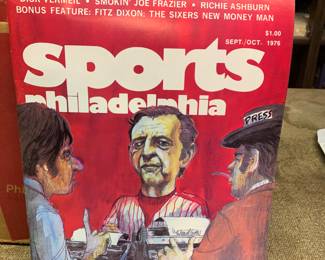 DICK VERMEIL • SMOKIN' JOE FRAZIER • RICHIE ASHBURN
BONUS FEATURE: FITZ DIXON: THE SIXERS NEW MONEY MAN
$1.00
SEPT./OCT. 1976
sports
philadelphia
PRESS
Ph